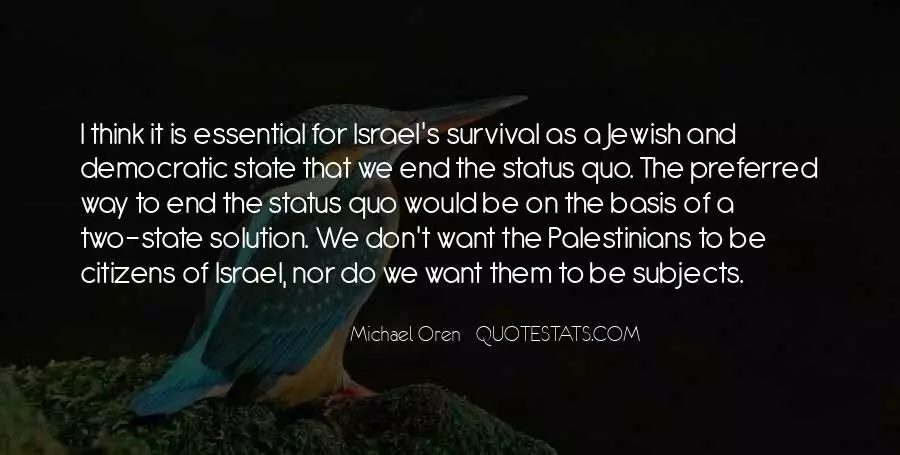 I think it is essential for Israel's survival as a Jewish and
democratic state that we end the status quo. The preferred
way to end the status quo would be on the basis of a
two-state solution. We don't want the Palestinians to be
citizens of Israel, nor do we want them to be subjects.
Michael Oren QUOTESTATS.COM